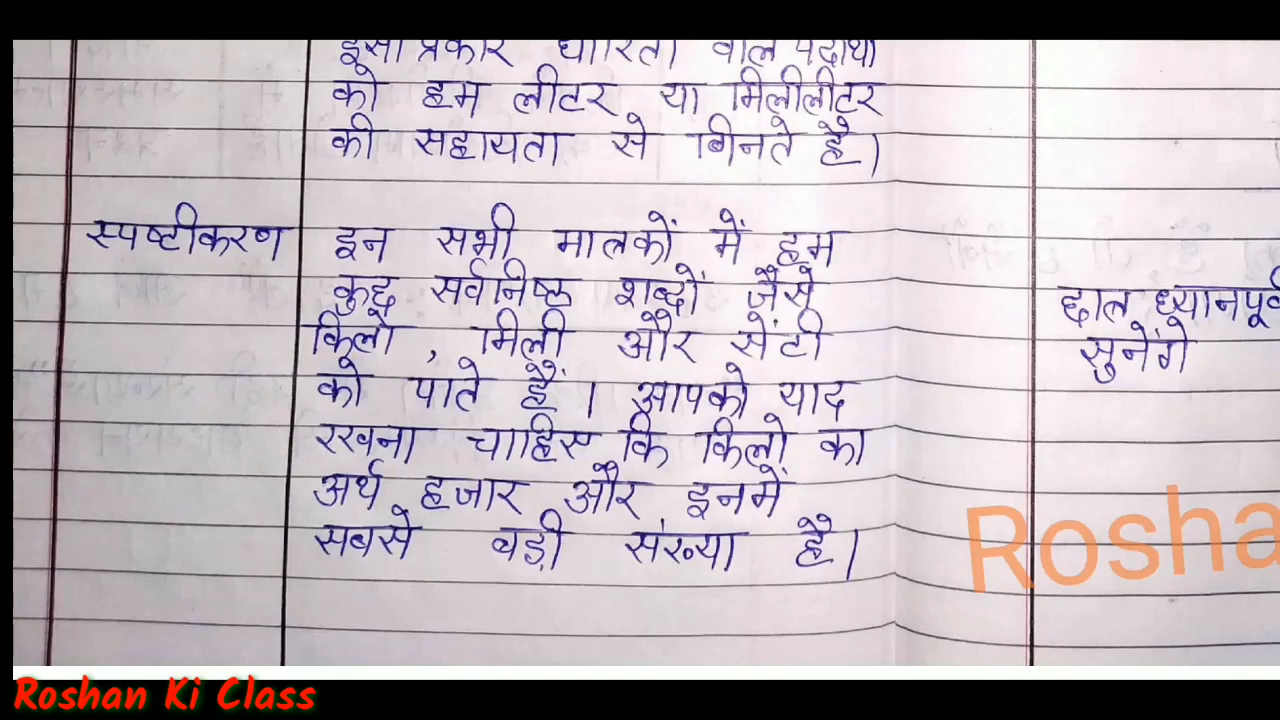 इसी प्रकार धारिता वाले पदार्थो
को हम लीटर या मिलीलीटर
की सहायता से गिनते है।
स्पष्टीकरण
इन सभी मालकों में हम
कुछ सर्वनिष्ठ शब्दों जैसे
किलो, मिली और सेंटी
को पाते हैं। आपको याद
रखना चाहिए कि किलो का
अर्थ हजार और इनमें
सबसे बड़ी संख्या है।
छात्र ध्यानपूर्व
सुनेंगे
Rosha
Roshan Ki Class